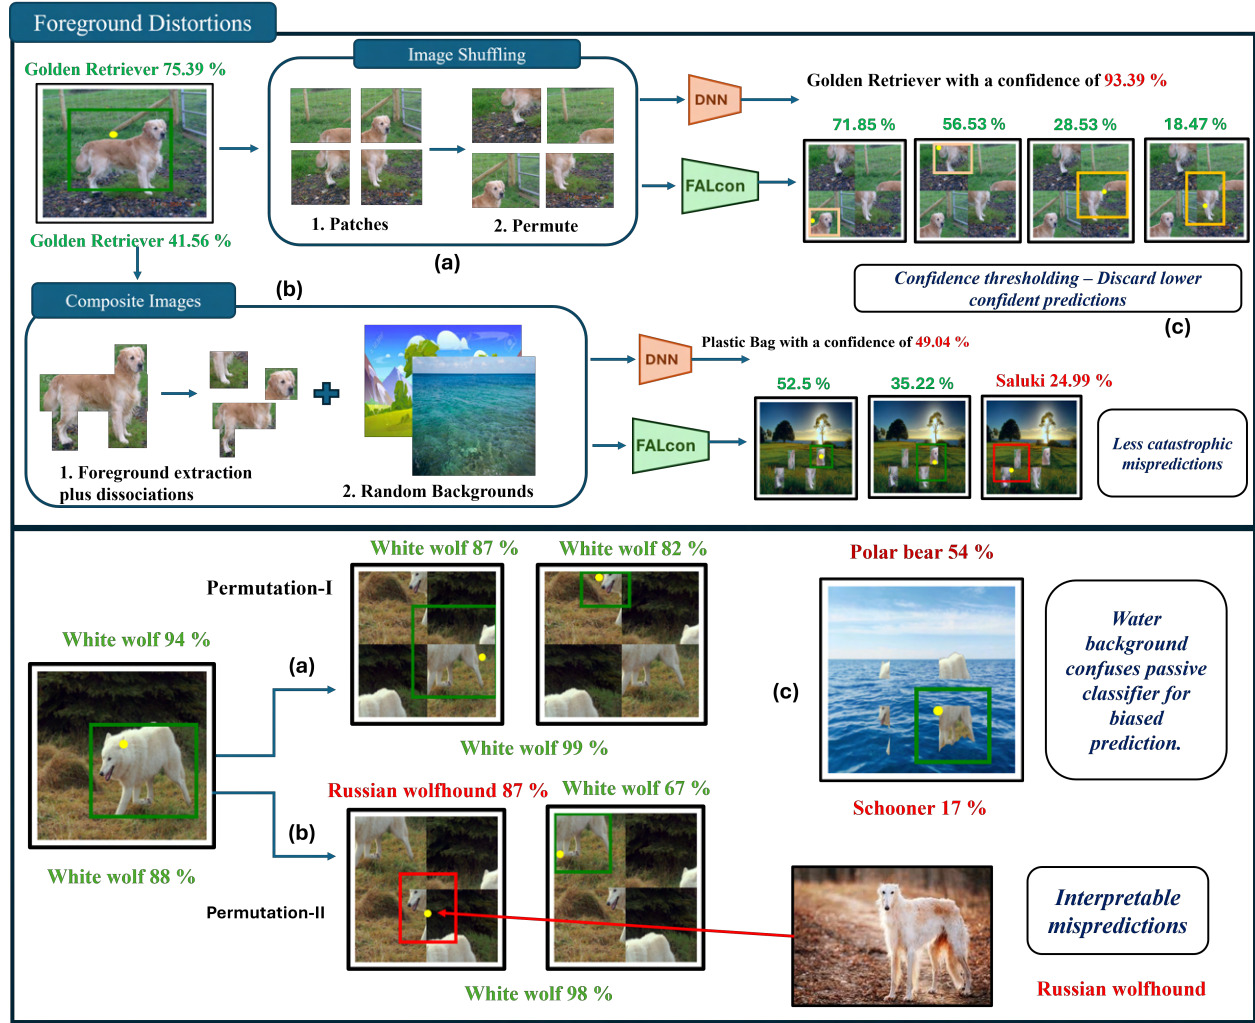 Foreground Distortions
Golden Retriever 75.39 %
Image Shuffling
1. Patches
2. Permute
(a)
DNN
Golden Retriever with a confidence of 93.39 %
FALcon
71.85 %
56.53 %
28.53 %
18.47 %
Confidence thresholding – Discard lower
confident predictions
(c)
Golden Retriever 41.56 %
(b)
Composite Images
1. Foreground extraction
plus dissociations
2. Random Backgrounds
DNN
Plastic Bag with a confidence of 49.04 %
FALcon
52.5 %
35.22 %
Saluki 24.99 %
Less catastrophic
mispredictions
White wolf 94 %
White wolf 88 %
(a)
Permutation-I
White wolf 87 %
White wolf 82 %
White wolf 99 %
(b)
Permutation-II
Russian wolfhound 87 %
White wolf 67 %
White wolf 98 %
(c)
Polar bear 54 %
Schooner 17 %
Water
background
confuses passive
classifier for
biased
prediction.
Interpretable
mispredictions
Russian wolfhound